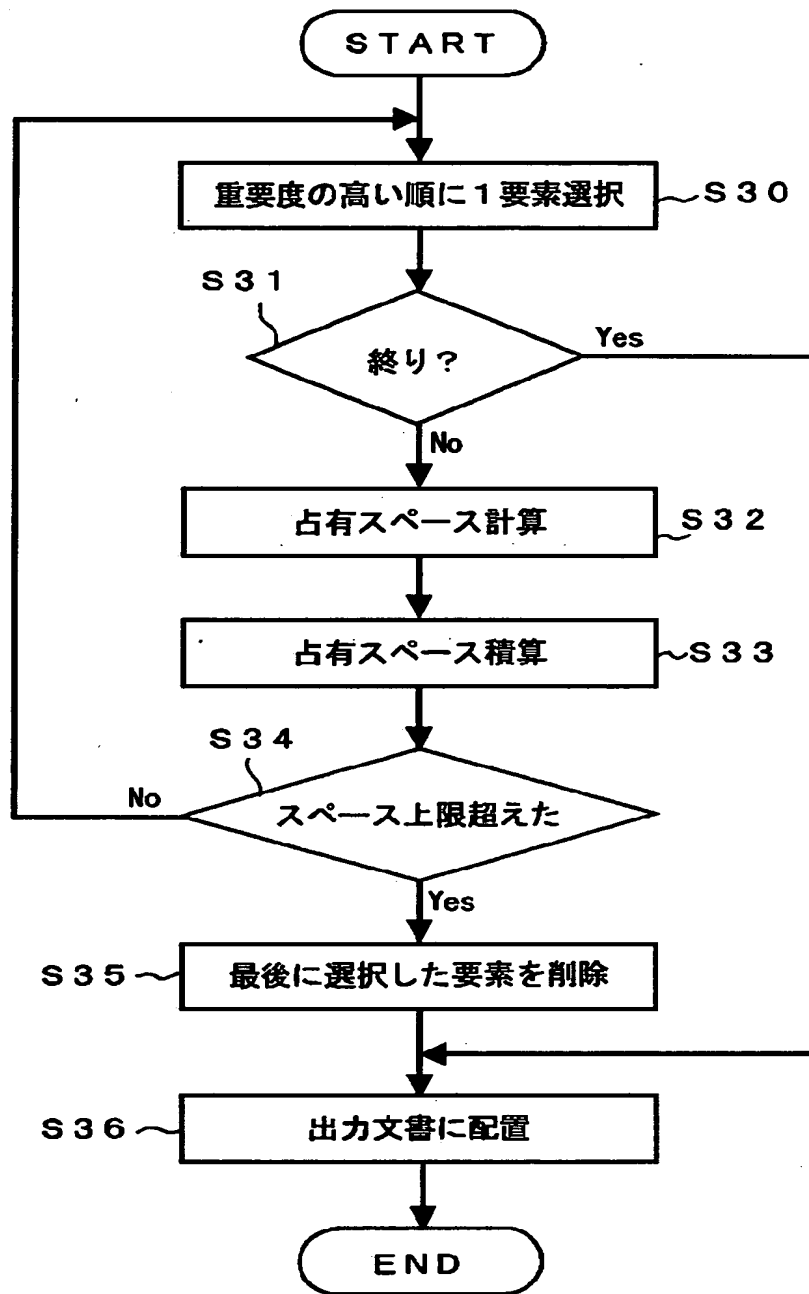 START
重要度の高い順に1要素選択
S30
S31
終り?
Yes
No
占有スペース計算
S32
占有スペース積算
S33
S34
No
スペース上限超えた
Yes
S35
最後に選択した要素を削除
S36
出力文書に配置
END